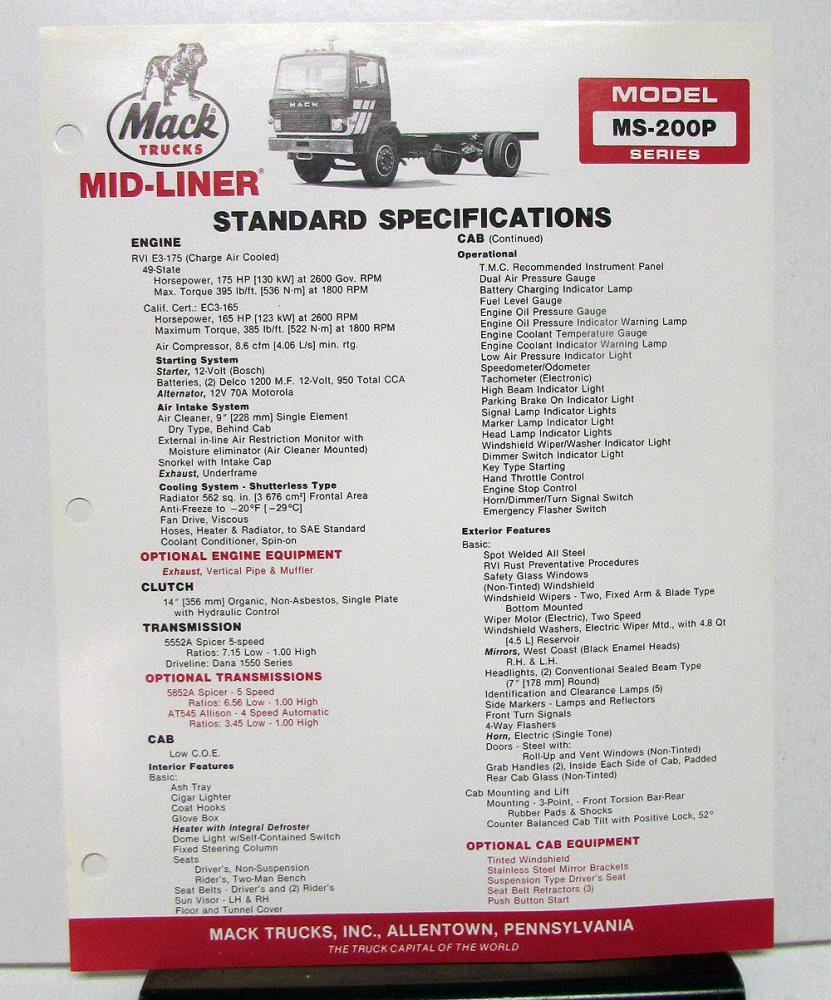 Mack®
TRUCKS
MID-LINER®
MACK
MODEL
MS-200P
SERIES
STANDARD SPECIFICATIONS
ENGINE
RVI E3-175 (Charge Air Cooled)
49-State
Horsepower, 175 HP [130 kW] at 2600 Gov. RPM
Max. Torque 395 lb/ft. [536 N·m] at 1800 RPM
Calif. Cert.: EC3-165
Horsepower, 165 HP [123 kW] at 2600 RPM
Maximum Torque, 385 lb/ft. [522 N·m] at 1800 RPM
Air Compressor, 8.6 cfm [4.06 L/s] min. rtg.
Starting System
Starter, 12-Volt (Bosch)
Batteries, (2) Delco 1200 M.F. 12-Volt, 950 Total CCA
Alternator, 12V 70A Motorola
Air Intake System
Air Cleaner, 9″ [228 mm] Single Element
Dry Type, Behind Cab
External in-line Air Restriction Monitor with
Moisture eliminator (Air Cleaner Mounted)
Snorkel with Intake Cap
Exhaust, Underframe
Cooling System - Shutterless Type
Radiator 562 sq. in. [3 676 cm²] Frontal Area
Anti-Freeze to −20°F [−29°C]
Fan Drive, Viscous
Hoses, Heater & Radiator, to SAE Standard
Coolant Conditioner, Spin-on
OPTIONAL ENGINE EQUIPMENT
Exhaust, Vertical Pipe & Muffler
CLUTCH
14″ [356 mm] Organic, Non-Asbestos, Single Plate
with Hydraulic Control
TRANSMISSION
5552A Spicer 5-speed
Ratios: 7.15 Low - 1.00 High
Driveline: Dana 1550 Series
OPTIONAL TRANSMISSIONS
5852A Spicer - 5 Speed
Ratios: 6.56 Low - 1.00 High
AT545 Allison - 4 Speed Automatic
Ratios: 3.45 Low - 1.00 High
CAB
Low C.O.E.
Interior Features
Basic:
Ash Tray
Cigar Lighter
Coat Hooks
Glove Box
Heater with Integral Defroster
Dome Light w/Self-Contained Switch
Fixed Steering Column
Seats
Driver's, Non-Suspension
Rider's, Two-Man Bench
Seat Belts - Driver's and (2) Rider's
Sun Visor - LH & RH
Floor and Tunnel Cover
CAB (Continued)
Operational
T.M.C. Recommended Instrument Panel
Dual Air Pressure Gauge
Battery Charging Indicator Lamp
Fuel Level Gauge
Engine Oil Pressure Gauge
Engine Oil Pressure Indicator Warning Lamp
Engine Coolant Temperature Gauge
Engine Coolant Indicator Warning Lamp
Low Air Pressure Indicator Light
Speedometer/Odometer
Tachometer (Electronic)
High Beam Indicator Light
Parking Brake On Indicator Light
Signal Lamp Indicator Lights
Marker Lamp Indicator Light
Head Lamp Indicator Lights
Windshield Wiper/Washer Indicator Light
Dimmer Switch Indicator Light
Key Type Starting
Hand Throttle Control
Engine Stop Control
Horn/Dimmer/Turn Signal Switch
Emergency Flasher Switch
Exterior Features
Basic:
Spot Welded All Steel
RVI Rust Preventative Procedures
Safety Glass Windows
(Non-Tinted) Windshield
Windshield Wipers - Two, Fixed Arm & Blade Type
Bottom Mounted
Wiper Motor (Electric), Two Speed
Windshield Washers, Electric Wiper Mtd., with 4.8 Qt
[4.5 L] Reservoir
Mirrors, West Coast (Black Enamel Heads)
R.H. & L.H.
Headlights, (2) Conventional Sealed Beam Type
(7″ [178 mm] Round)
Identification and Clearance Lamps (5)
Side Markers - Lamps and Reflectors
Front Turn Signals
4-Way Flashers
Horn, Electric (Single Tone)
Doors - Steel with:
Roll-Up and Vent Windows (Non-Tinted)
Grab Handles (2), Inside Each Side of Cab, Padded
Rear Cab Glass (Non-Tinted)
Cab Mounting and Lift
Mounting - 3-Point, - Front Torsion Bar-Rear
Rubber Pads & Shocks
Counter Balanced Cab Tilt with Positive Lock, 52°
OPTIONAL CAB EQUIPMENT
Tinted Windshield
Stainless Steel Mirror Brackets
Suspension Type Driver's Seat
Seat Belt Retractors (3)
Push Button Start
MACK TRUCKS, INC., ALLENTOWN, PENNSYLVANIA
THE TRUCK CAPITAL OF THE WORLD